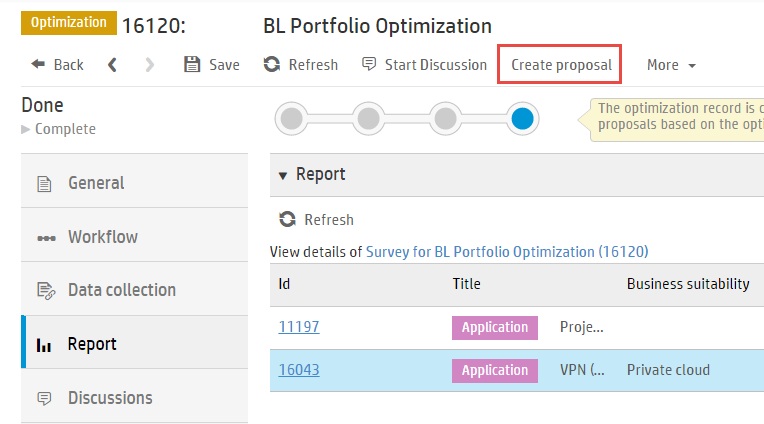 Optimization 16120: BL Portfolio Optimization
Back Save Refresh Start Discussion Create proposal More
Done
Complete
The optimization record is
proposals based on the
General
Workflow
Data collection
Report
Discussions
Report
Refresh
View details of Survey for BL Portfolio Optimization (16120)
Id Title Business suitability
11197 Application Proje...
16043 Application VPN (... Private cloud